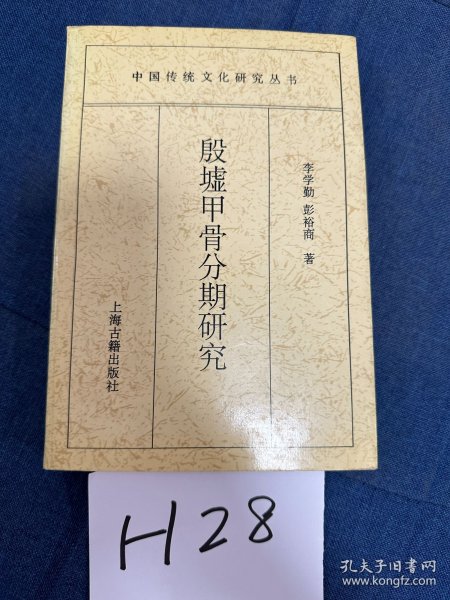 中国传统文化研究丛书
李学勤 彭裕商 著
殷墟甲骨分期研究
上海古籍出版社
H28
孔夫子旧书网
www.kongfz.com